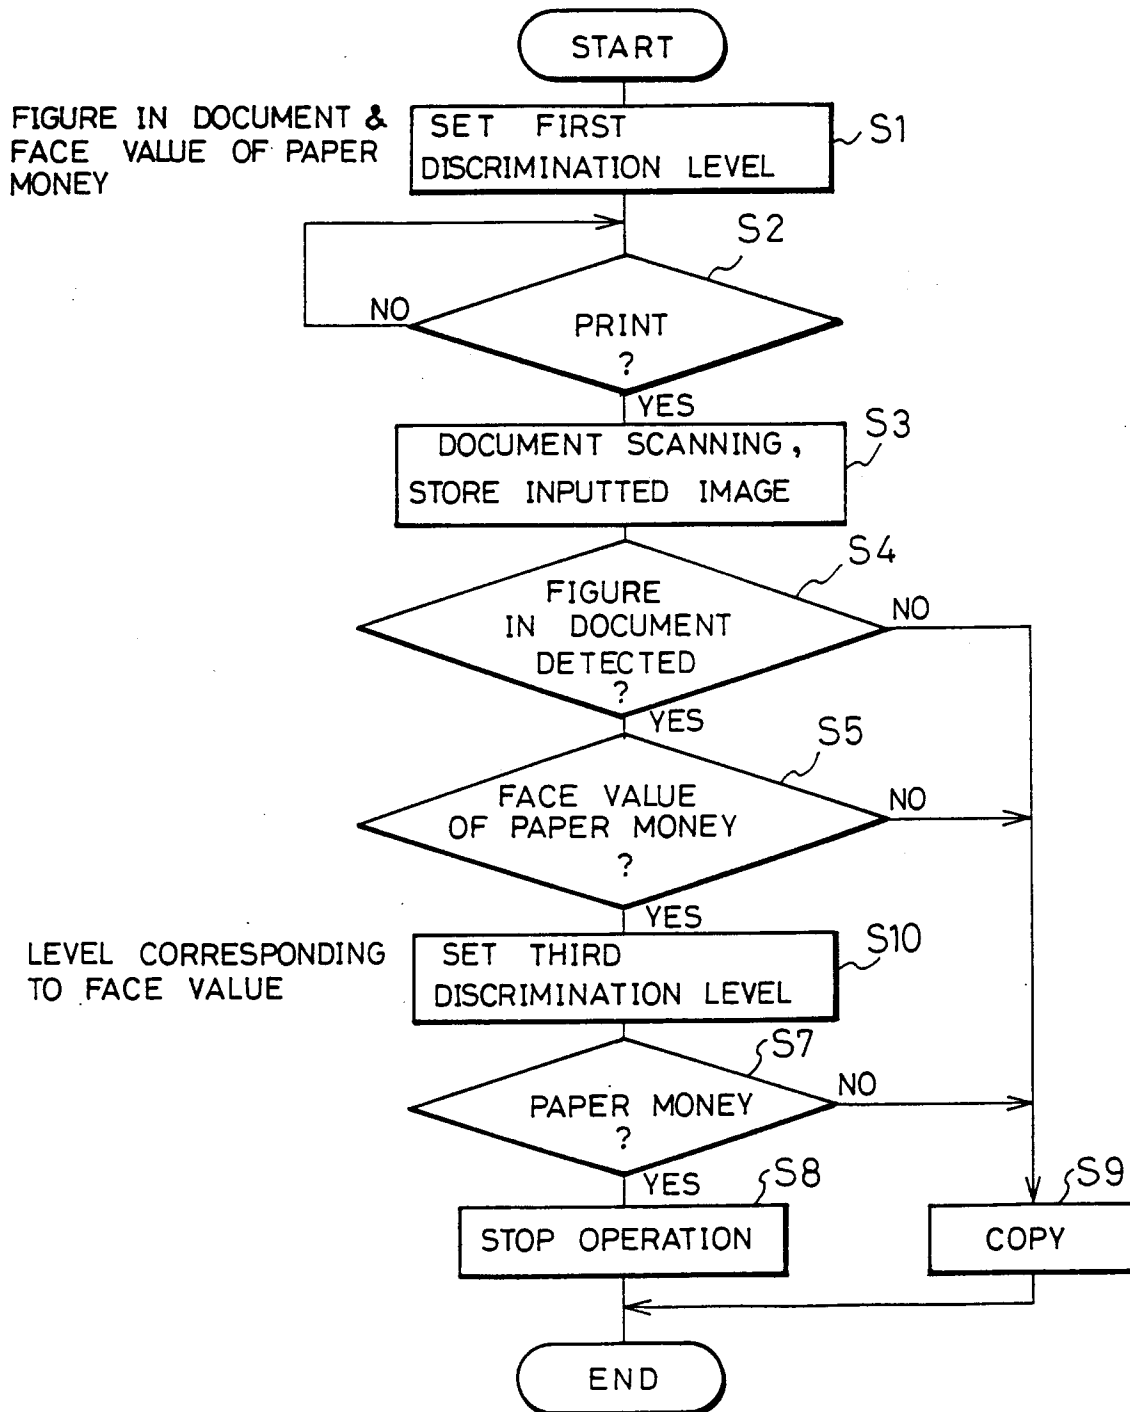 START
FIGURE IN DOCUMENT &
FACE VALUE OF PAPER
MONEY
SET FIRST
DISCRIMINATION LEVEL
S1
S2
NO
PRINT
?
YES
S3
DOCUMENT SCANNING,
STORE INPUTTED IMAGE
S4
FIGURE
IN DOCUMENT
DETECTED
?
NO
YES
S5
FACE VALUE
OF PAPER MONEY
?
NO
YES
LEVEL CORRESPONDING
TO FACE VALUE
SET THIRD
DISCRIMINATION LEVEL
S10
S7
PAPER MONEY
?
NO
YES
S8
STOP OPERATION
S9
COPY
END